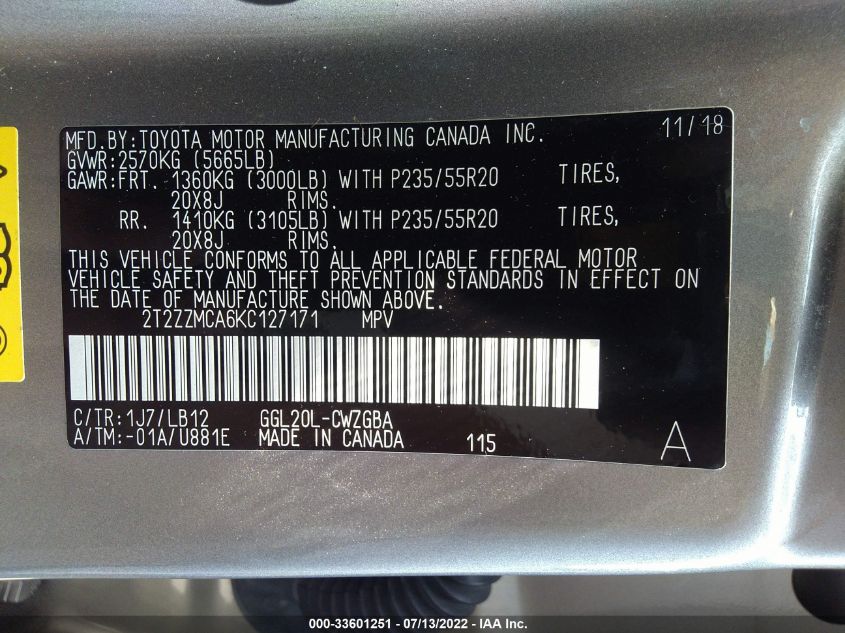 MFD.BY:TOYOTA MOTOR MANUFACTURING CANADA INC. 11/18
GVWR:2570KG (5665LB)
GAWR:FRT. 1360KG (3000LB) WITH P235/55R20 TIRES,
20X8J RIMS.
RR. 1410KG (3105LB) WITH P235/55R20 TIRES,
20X8J RIMS.
THIS VEHICLE CONFORMS TO ALL APPLICABLE FEDERAL MOTOR
VEHICLE SAFETY AND THEFT PREVENTION STANDARDS IN EFFECT ON
THE DATE OF MANUFACTURE SHOWN ABOVE.
2T2ZZMCA6KC127171 MPV
C/TR:1J7/LB12 GGL20L-CWZGBA
A/TM:-01A/U881E MADE IN CANADA 115 A
000-33601251 - 07/13/2022 - IAAI Inc.